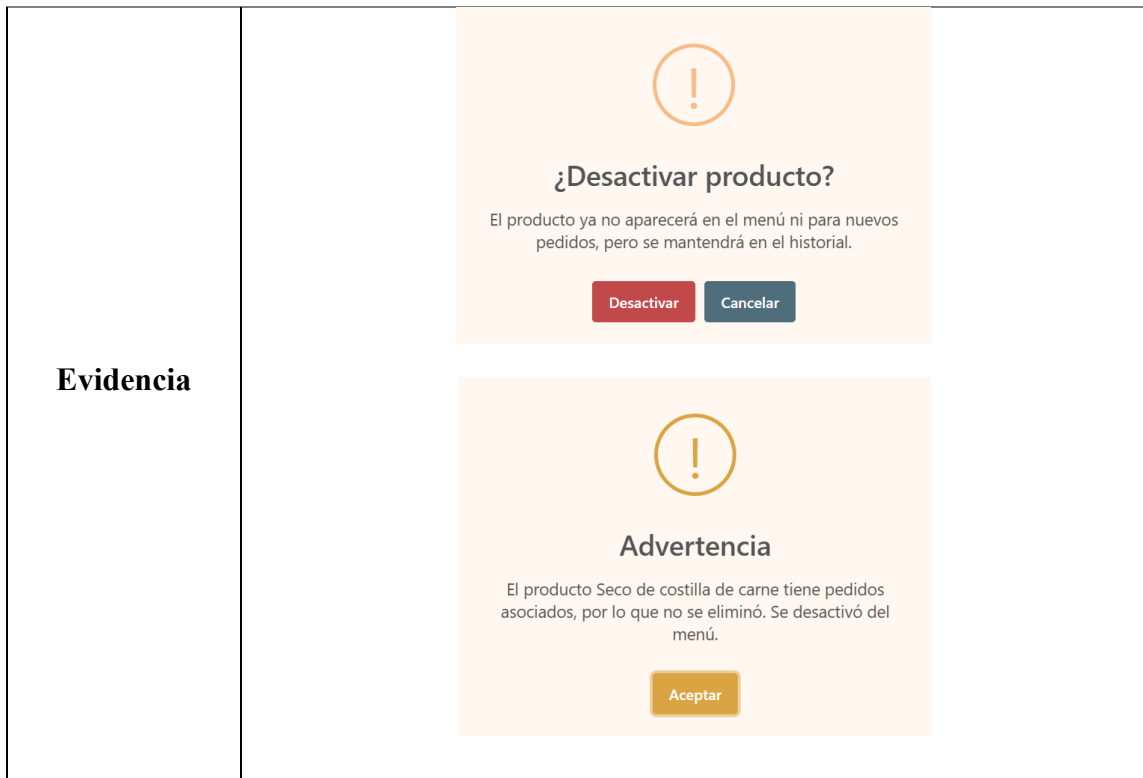 Evidencia
¿Desactivar producto?
El producto ya no aparecerá en el menú ni para nuevos
pedidos, pero se mantendrá en el historial.
Desactivar Cancelar
Advertencia
El producto Seco de costilla de carne tiene pedidos
asociados, por lo que no se eliminó. Se desactivó del
menú.
Aceptar